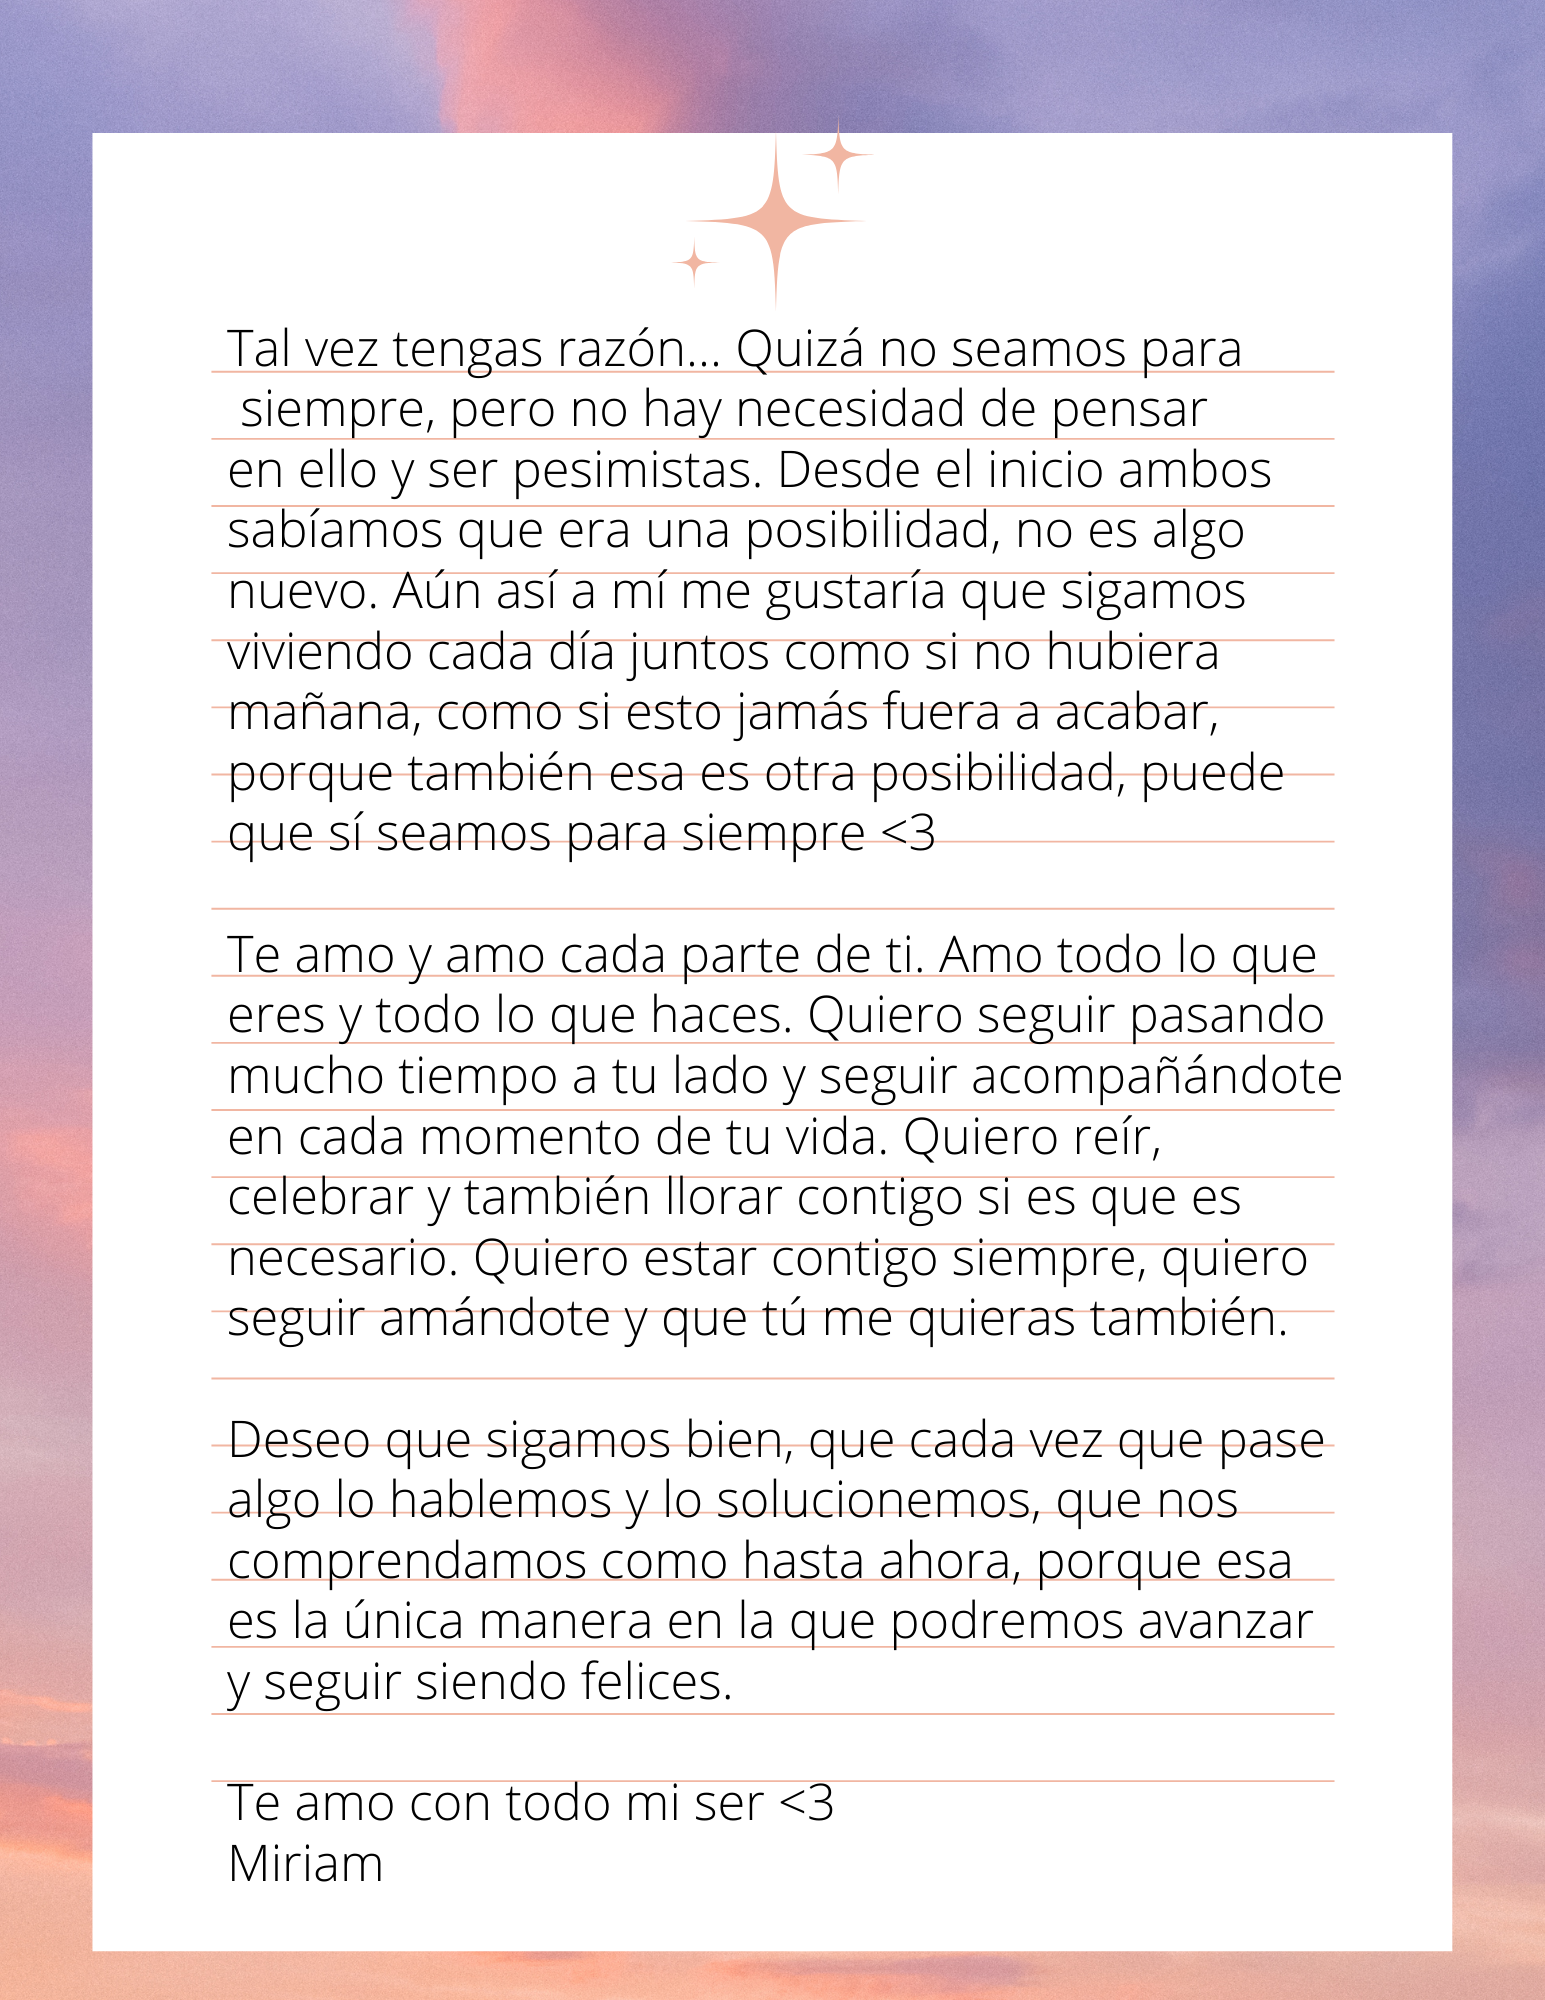 Tal vez tengas razón... Quizá no seamos para
siempre, pero no hay necesidad de pensar
en ello y ser pesimistas. Desde el inicio ambos
sabíamos que era una posibilidad, no es algo
nuevo. Aún así a mí me gustaría que sigamos
viviendo cada día juntos como si no hubiera
mañana, como si esto jamás fuera a acabar,
porque también esa es otra posibilidad, puede
que sí seamos para siempre <3
Te amo y amo cada parte de ti. Amo todo lo que
eres y todo lo que haces. Quiero seguir pasando
mucho tiempo a tu lado y seguir acompañándote
en cada momento de tu vida. Quiero reír,
celebrar y también llorar contigo si es que es
necesario. Quiero estar contigo siempre, quiero
seguir amándote y que tú me quieras también.
Deseo que sigamos bien, que cada vez que pase
algo lo hablemos y lo solucionemos, que nos
comprendamos como hasta ahora, porque esa
es la única manera en la que podremos avanzar
y seguir siendo felices.
Te amo con todo mi ser <3
Miriam